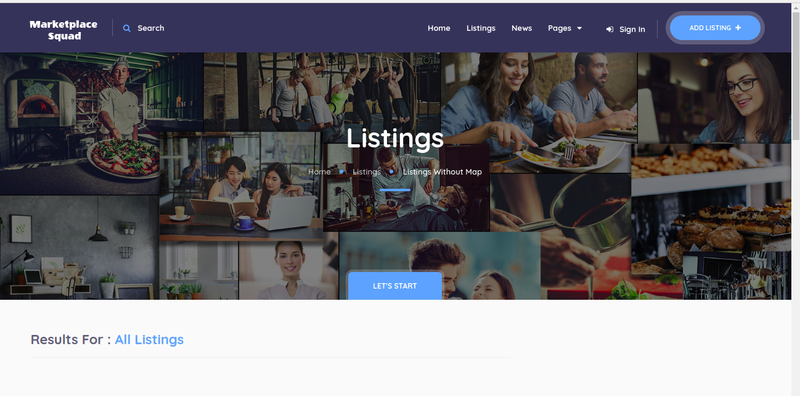 Marketplace
Squad
Search
Home
Listings
News
Pages
Sign In
ADD LISTING +
Listings
Home
Listings
Listings Without Map
LET'S START
Results For : All Listings